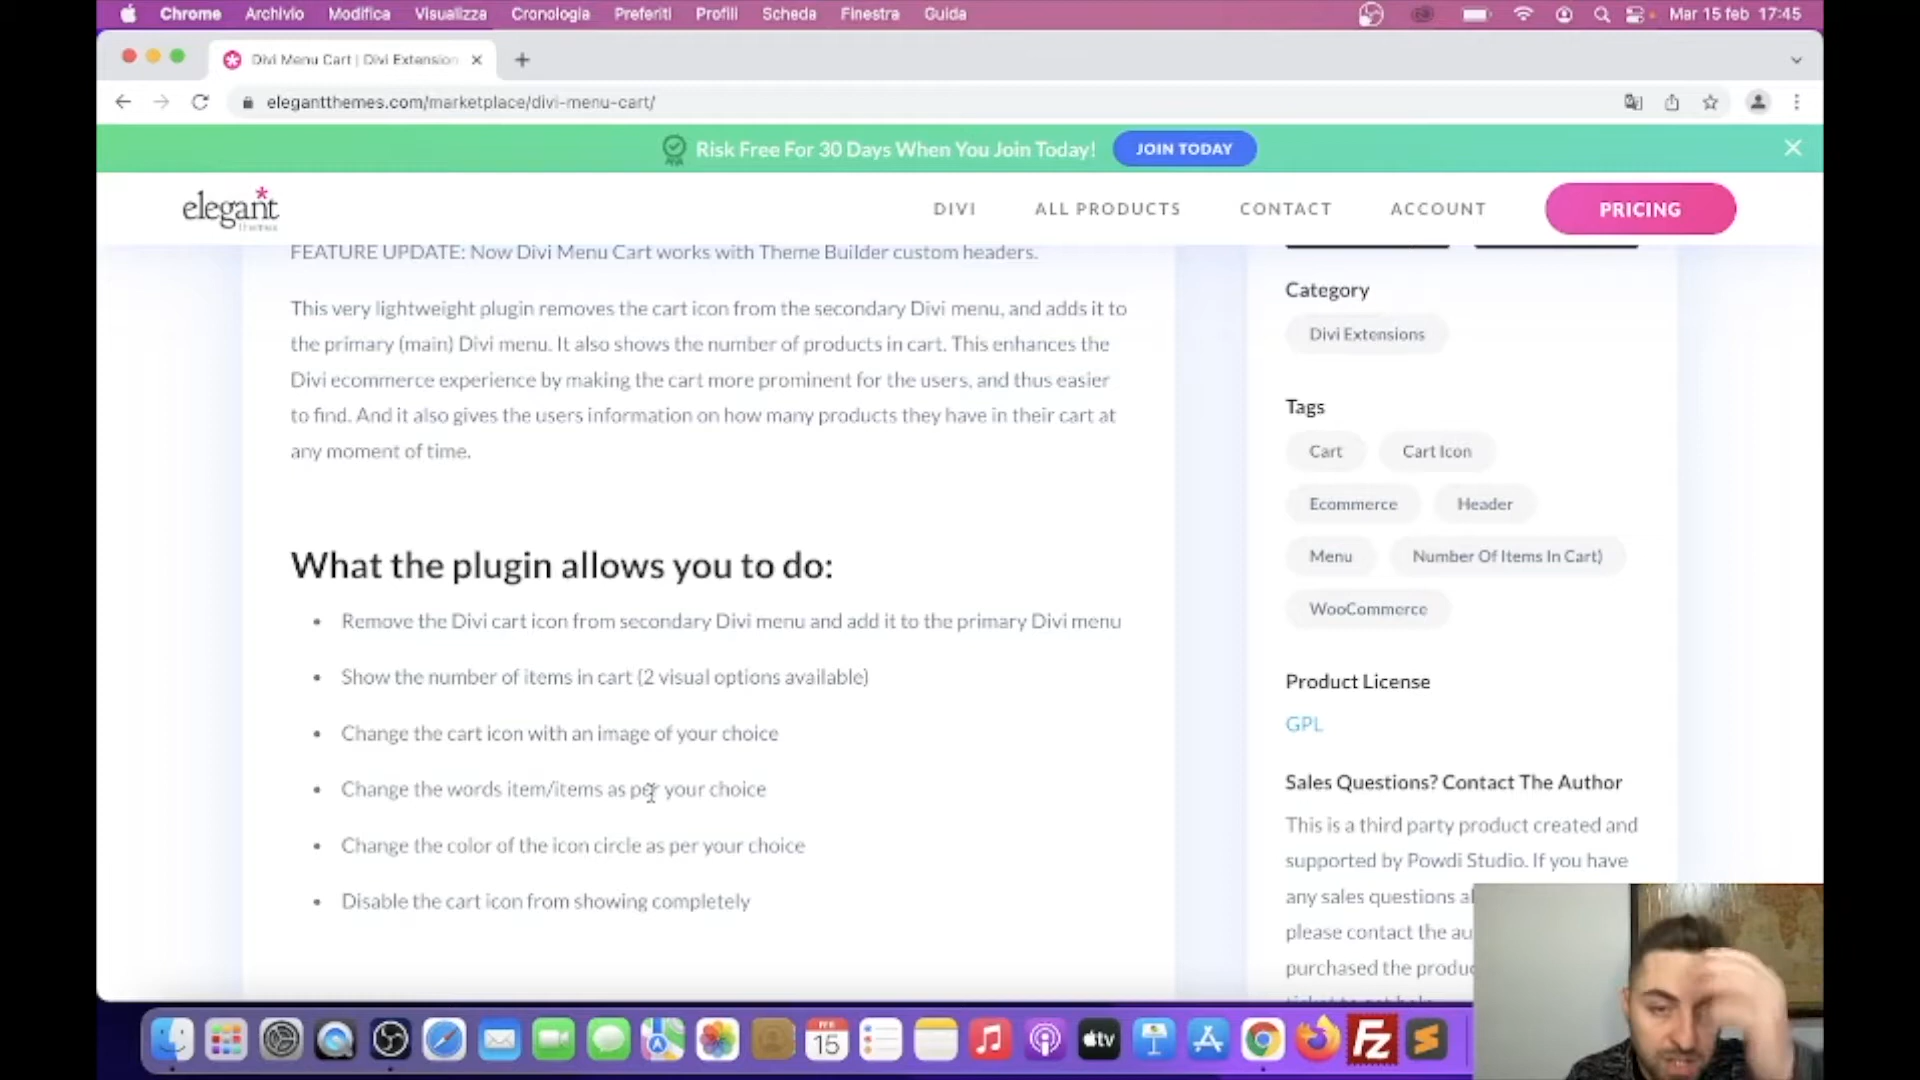 Chrome Archivio Modifica Visualizza Cronologia Preferiti Profili Scheda Finestra Guida Mar 15 feb 17:45
Divi Menu Cart | Divi Extension
elegantthemes.com/marketplace/divi-menu-cart/
Risk Free For 30 Days When You Join Today! JOIN TODAY
elegant themes
DIVI ALL PRODUCTS CONTACT ACCOUNT PRICING
FEATURE UPDATE: Now Divi Menu Cart works with Theme Builder custom headers.
This very lightweight plugin removes the cart icon from the secondary Divi menu, and adds it to
the primary (main) Divi menu. It also shows the number of products in cart. This enhances the
Divi ecommerce experience by making the cart more prominent for the users, and thus easier
to find. And it also gives the users information on how many products they have in their cart at
any moment of time.
What the plugin allows you to do:
• Remove the Divi cart icon from secondary Divi menu and add it to the primary Divi menu
• Show the number of items in cart (2 visual options available)
• Change the cart icon with an image of your choice
• Change the words item/items as per your choice
• Change the color of the icon circle as per your choice
• Disable the cart icon from showing completely
Category
Divi Extensions
Tags
Cart Cart Icon
Ecommerce Header
Menu Number Of Items In Cart)
WooCommerce
Product License
GPL
Sales Questions? Contact The Author
This is a third party product created and
supported by Powdi Studio. If you have
any sales questions
please contact the au
purchased the produc
FEB
15
tv
FZ